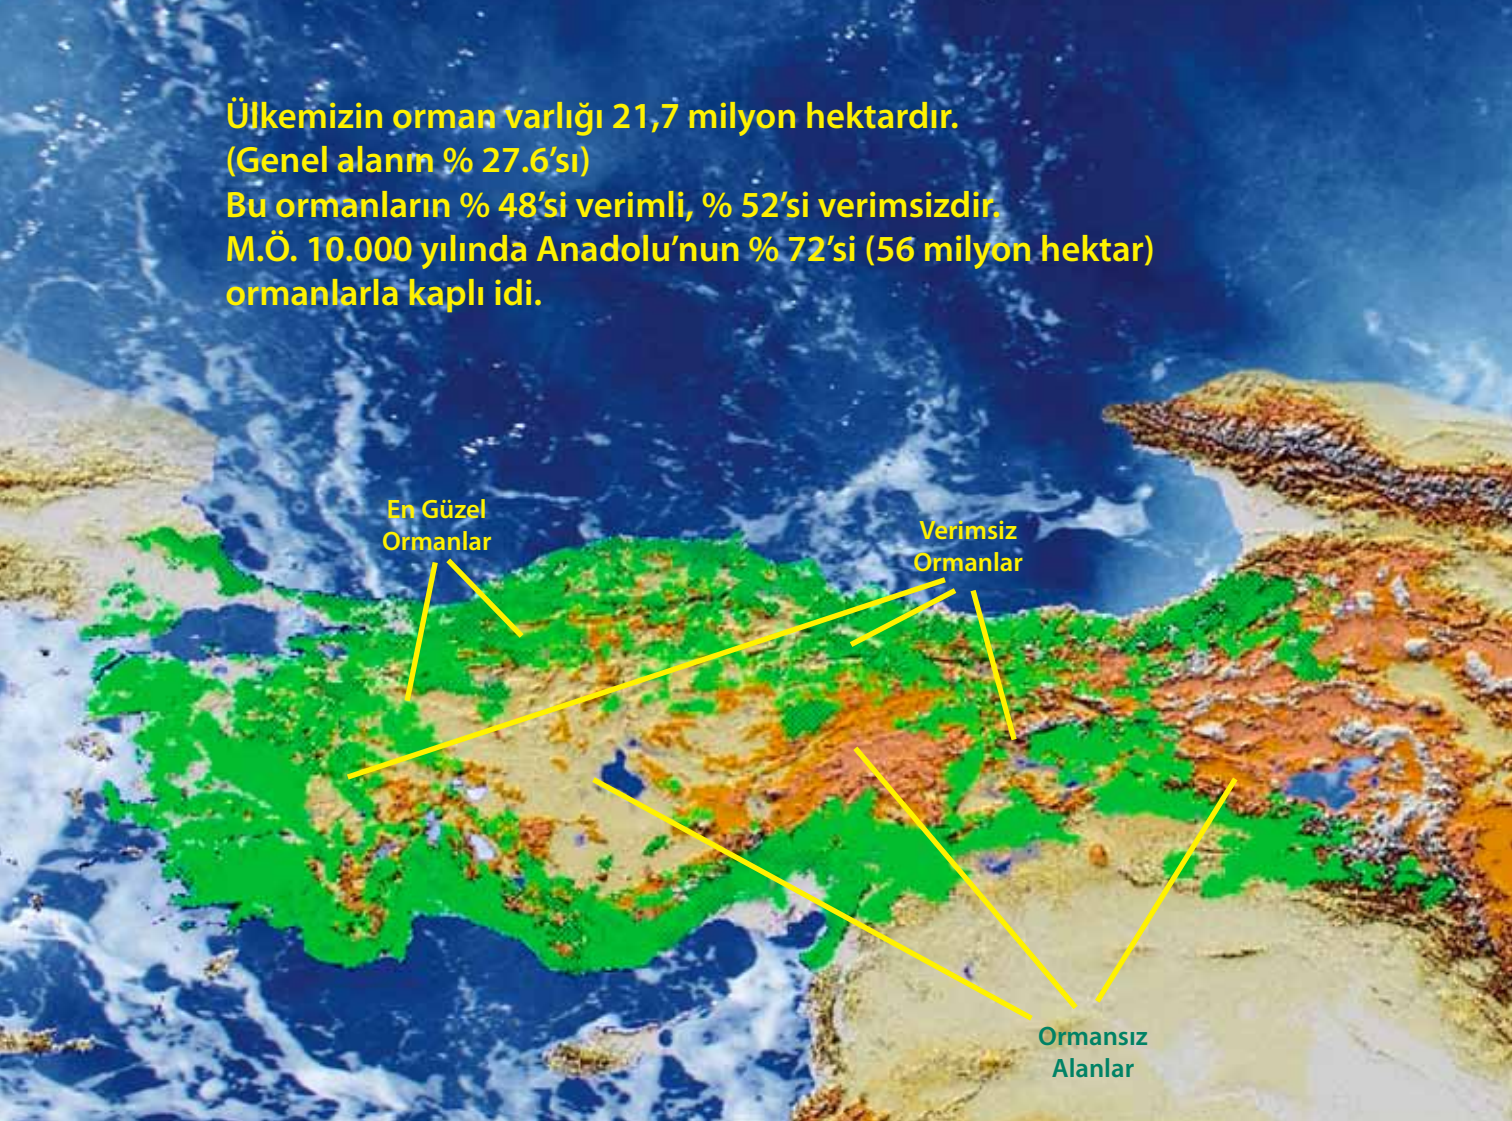 Ülkemizin orman varlığı 21,7 milyon hektardır.
(Genel alanın % 27.6’sı)
Bu ormanların % 48’si verimli, % 52’si verimsizdir.
M.Ö. 10.000 yılında Anadolu’nun % 72’si (56 milyon hektar)
ormanlarla kaplı idi.
En Güzel
Ormanlar
Verimsiz
Ormanlar
Ormansız
Alanlar